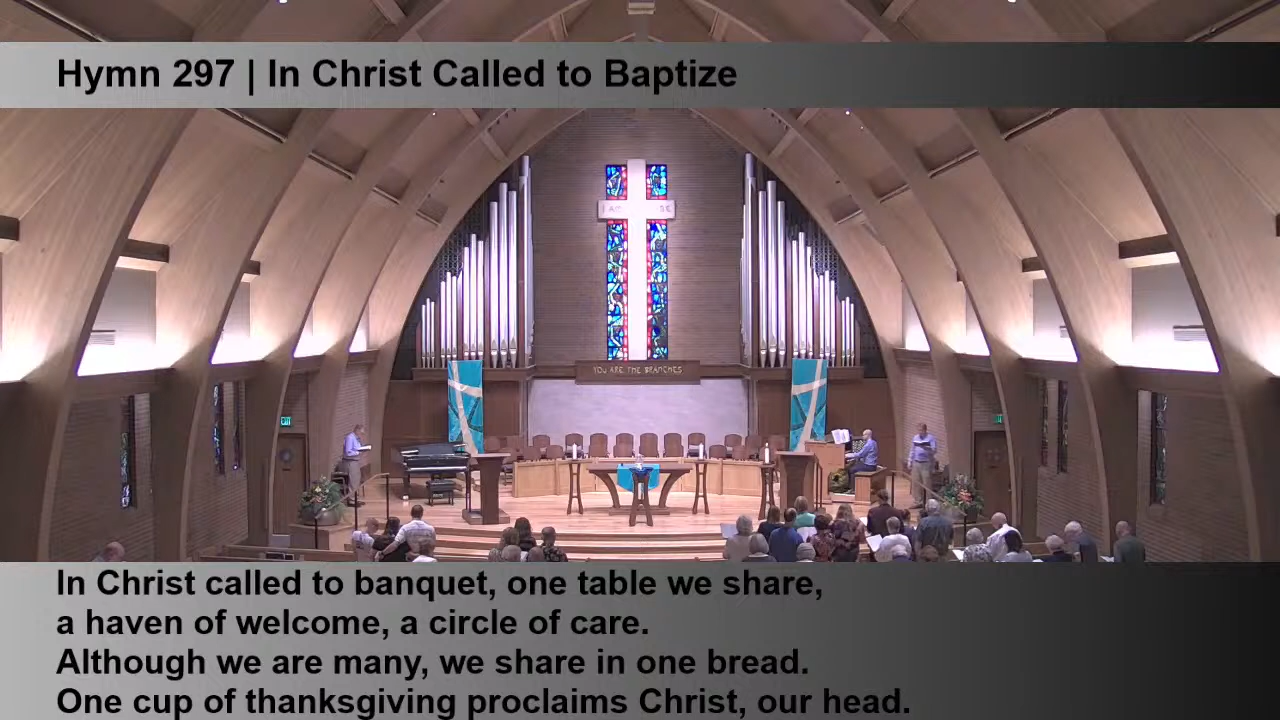 Hymn 297 | In Christ Called to Baptize
YOU ARE THE BRANCHES
In Christ called to banquet, one table we share,
a haven of welcome, a circle of care.
Although we are many, we share in one bread.
One cup of thanksgiving proclaims Christ, our head.